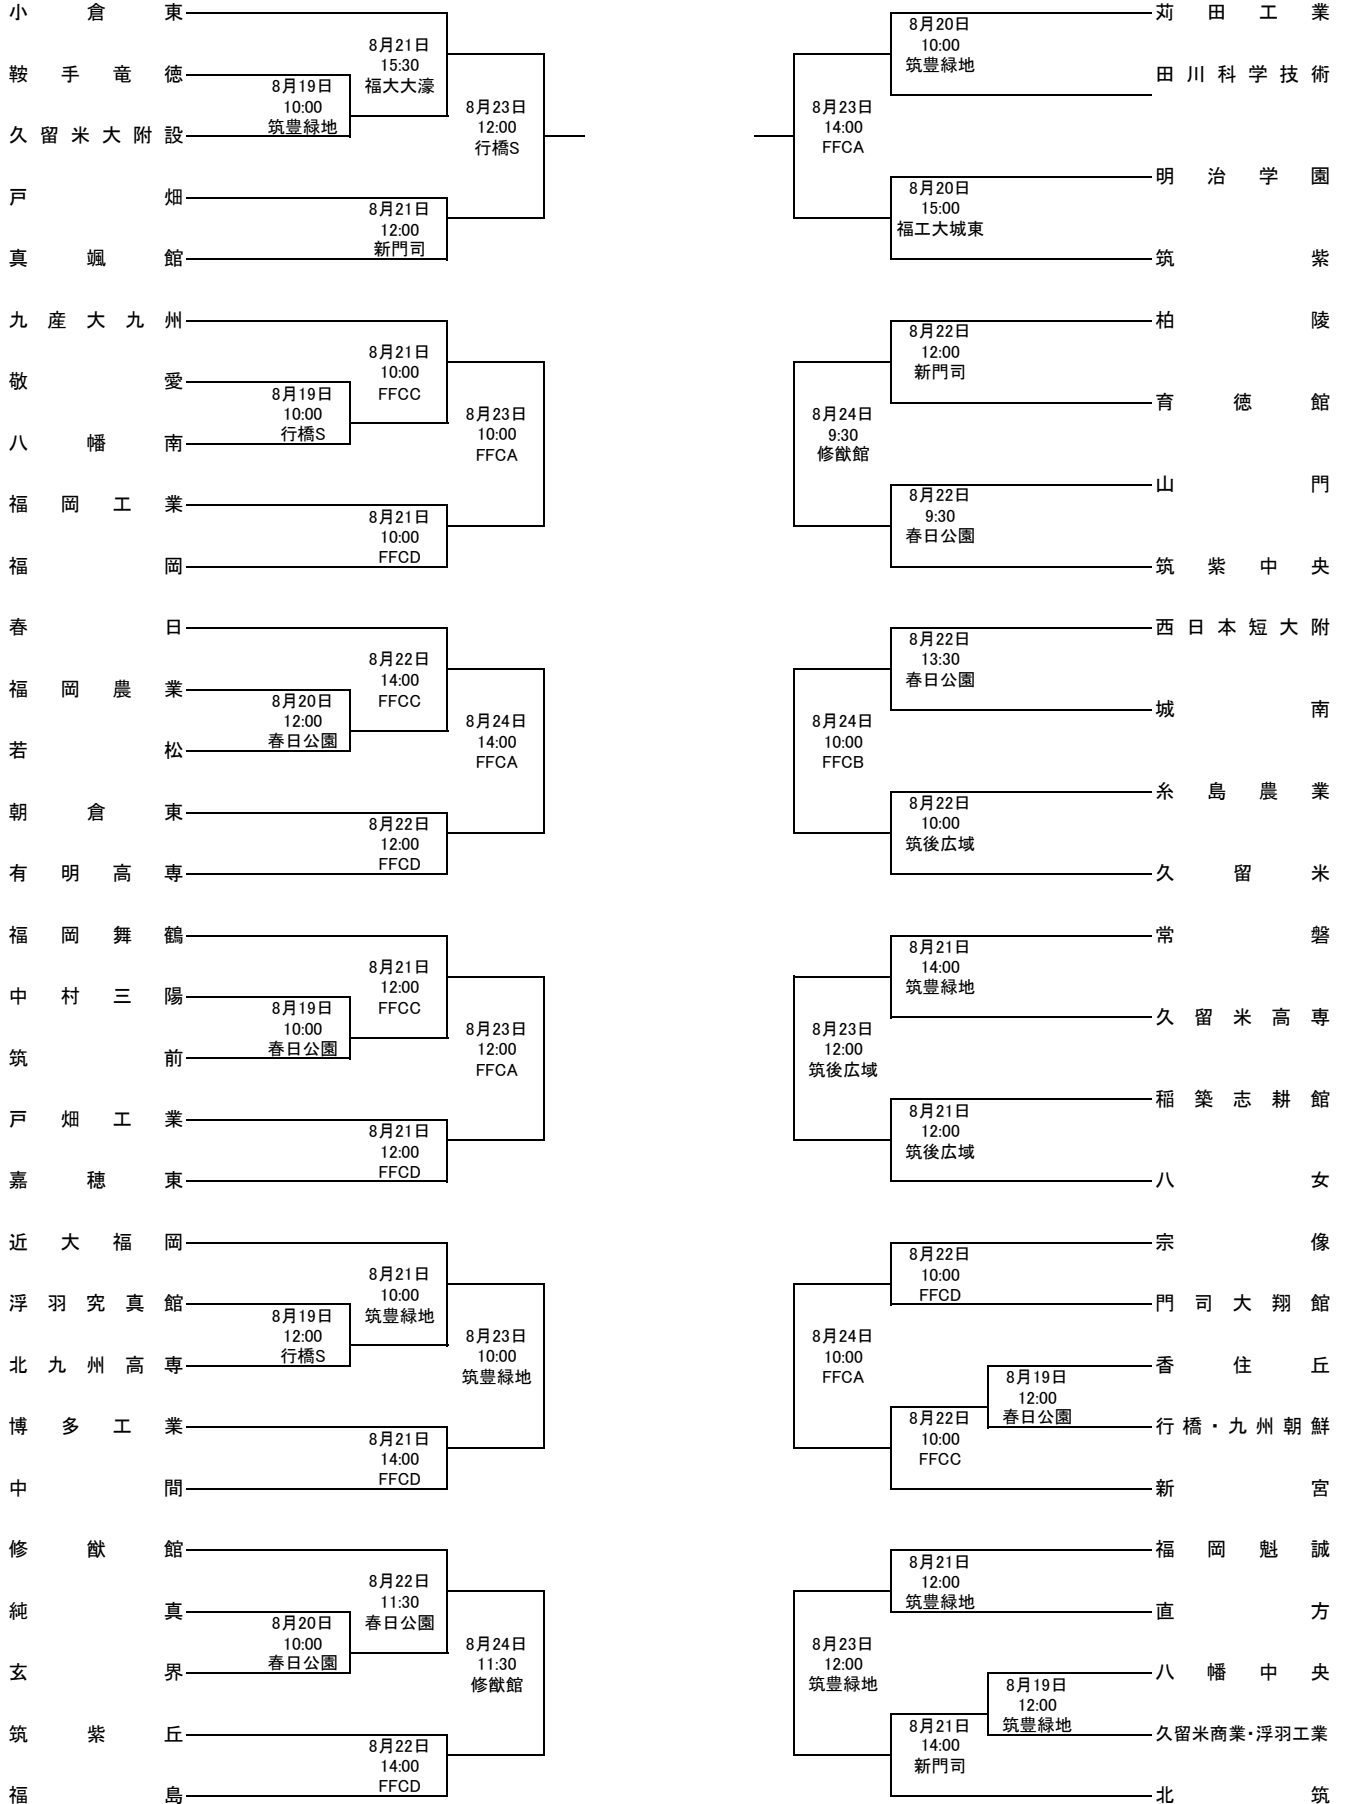 小倉東
8月21日
15:30
福大大濠
鞍手竜徳
8月19日
10:00
筑豊緑地
久留米大附設
8月23日
12:00
行橋S
戸畑
8月21日
12:00
新門司
真颯館
九産大九州
8月21日
10:00
FFCC
敬愛
8月19日
10:00
行橋S
八幡南
8月23日
10:00
FFCA
福岡工業
8月21日
10:00
FFCD
福岡
春日
8月22日
14:00
FFCC
福岡農業
8月20日
12:00
春日公園
若松
8月24日
14:00
FFCA
朝倉東
8月22日
12:00
FFCD
有明高専
福岡舞鶴
8月21日
12:00
FFCC
中村三陽
8月19日
10:00
春日公園
筑前
8月23日
12:00
FFCA
戸畑工業
8月21日
12:00
FFCD
嘉穂東
近大福岡
8月21日
10:00
筑豊緑地
浮羽究真館
8月19日
12:00
行橋S
北九州高専
8月23日
10:00
筑豊緑地
博多工業
8月21日
14:00
FFCD
中間
修猷館
8月22日
11:30
春日公園
純真
8月20日
10:00
春日公園
玄界
8月24日
11:30
修猷館
筑紫丘
8月22日
14:00
FFCD
福島
苅田工業
8月20日
10:00
筑豊緑地
田川科学技術
8月23日
14:00
FFCA
明治学園
8月20日
15:00
福工大城東
筑紫
柏陵
8月22日
12:00
新門司
育徳館
8月24日
9:30
修猷館
山門
8月22日
9:30
春日公園
筑紫中央
西日本短大附
8月22日
13:30
春日公園
城南
8月24日
10:00
FFCB
糸島農業
8月22日
10:00
筑後広域
久留米
常磐
8月21日
14:00
筑豊緑地
久留米高専
8月23日
12:00
筑後広域
稲築志耕館
8月21日
12:00
筑後広域
八女
宗像
8月22日
10:00
FFCD
門司大翔館
8月24日
10:00
FFCA
香住丘
8月19日
12:00
春日公園
行橋・九州朝鮮
8月22日
10:00
FFCC
新宮
福岡魁誠
8月21日
12:00
筑豊緑地
直方
8月23日
12:00
筑豊緑地
八幡中央
8月19日
12:00
筑豊緑地
久留米商業・浮羽工業
8月21日
14:00
新門司
北筑